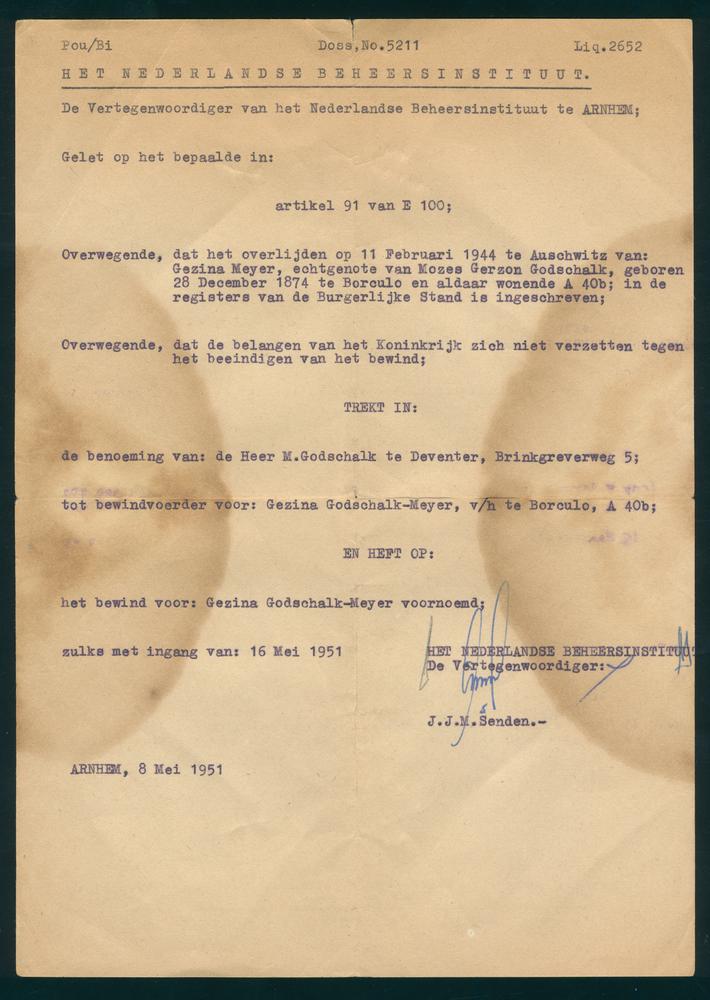 Pou/Bi Doss,No.5211 Liq.2652
HET NEDERLANDSE BEHEERSINSTITUUT.
De Vertegenwoordiger van het Nederlandse Beheersinstituut te ARNHEM;
Gelet op het bepaalde in:
artikel 91 van E 100;
Overwegende, dat het overlijden op 11 Februari 1944 te Auschwitz van:
Gezina Meyer, echtgenote van Mozes Gerzon Godschalk, geboren
28 December 1874 te Borculo en aldaar wonende A 40b; in de
registers van de Burgerlijke Stand is ingeschreven;
Overwegende, dat de belangen van het Koninkrijk zich niet verzetten tegen
het beeindigen van het bewind;
TREKT IN:
de benoeming van: de Heer M.Godschalk te Deventer, Brinkgreverweg 5;
tot bewindvoerder voor: Gezina Godschalk-Meyer, v/h te Borculo, A 40b;
EN HEFT OP:
het bewind voor: Gezina Godschalk-Meyer voornoemd;
zulks met ingang van: 16 Mei 1951
HET NEDERLANDSE BEHEERSINSTITUUT
De Vertegenwoordiger:
J.J.M.Senden.-
ARNHEM, 8 Mei 1951